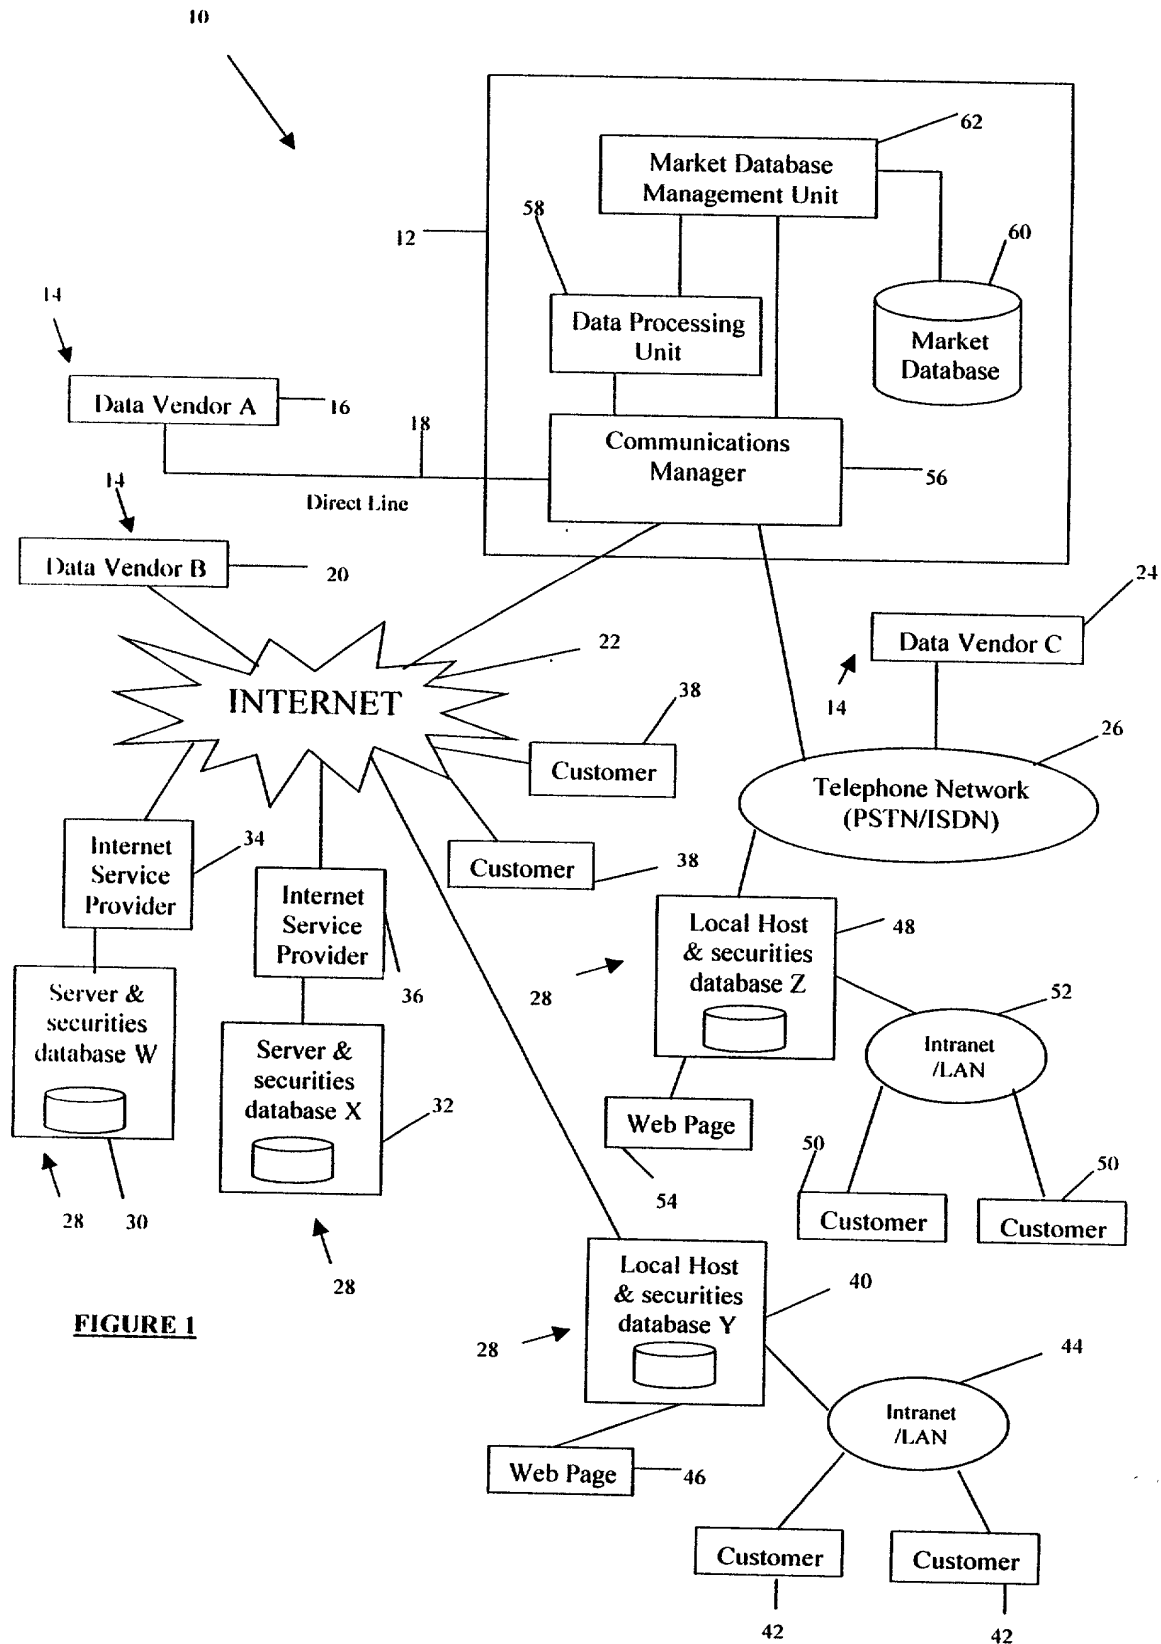 10
62
Market Database
Management Unit
58
12
60
14
Data Processing
Unit
Market
Database
Data Vendor A
16
18
Communications
Manager
56
Direct Line
14
Data Vendor B
20
24
Data Vendor C
22
14
INTERNET
38
26
Customer
Telephone Network
(PSTN/ISDN)
Internet
Service
Provider
34
Customer
38
Internet
Service
Provider
36
Local Host
& securities
database Z
48
28
52
Intranet
/LAN
Server &
securities
database W
28
30
Server &
securities
database X
32
28
Web Page
54
50
50
Customer
Customer
Local Host
& securities
database Y
40
28
FIGURE 1
44
Intranet
/LAN
Web Page
46
Customer
Customer
42
42